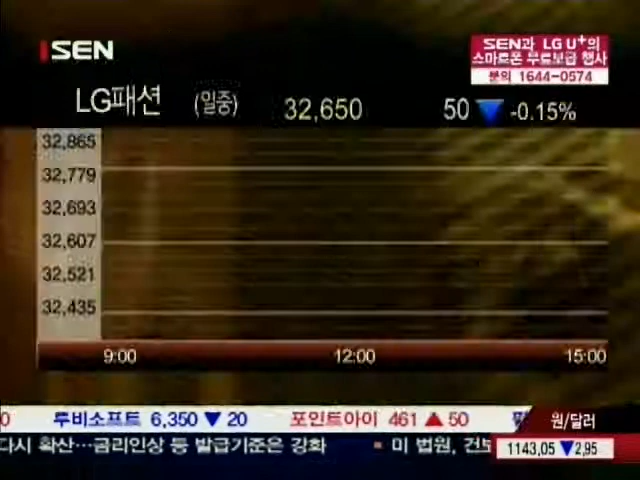 SEN
SEN과 LG U+의
스마트폰 무료보급 행사
문의 1644-0574
LG패션 (일중) 32,650 50 ▼ -0.15%
32,865
32,779
32,693
32,607
32,521
32,435
9:00 12:00 15:00
0 루비소프트 6,350 ▼ 20 포인트아이 461 ▲ 50
원/달러
다시 확산…금리인상 등 발급기준은 강화 ▪ 미 법원, 건보
1143,05 ▼2,95